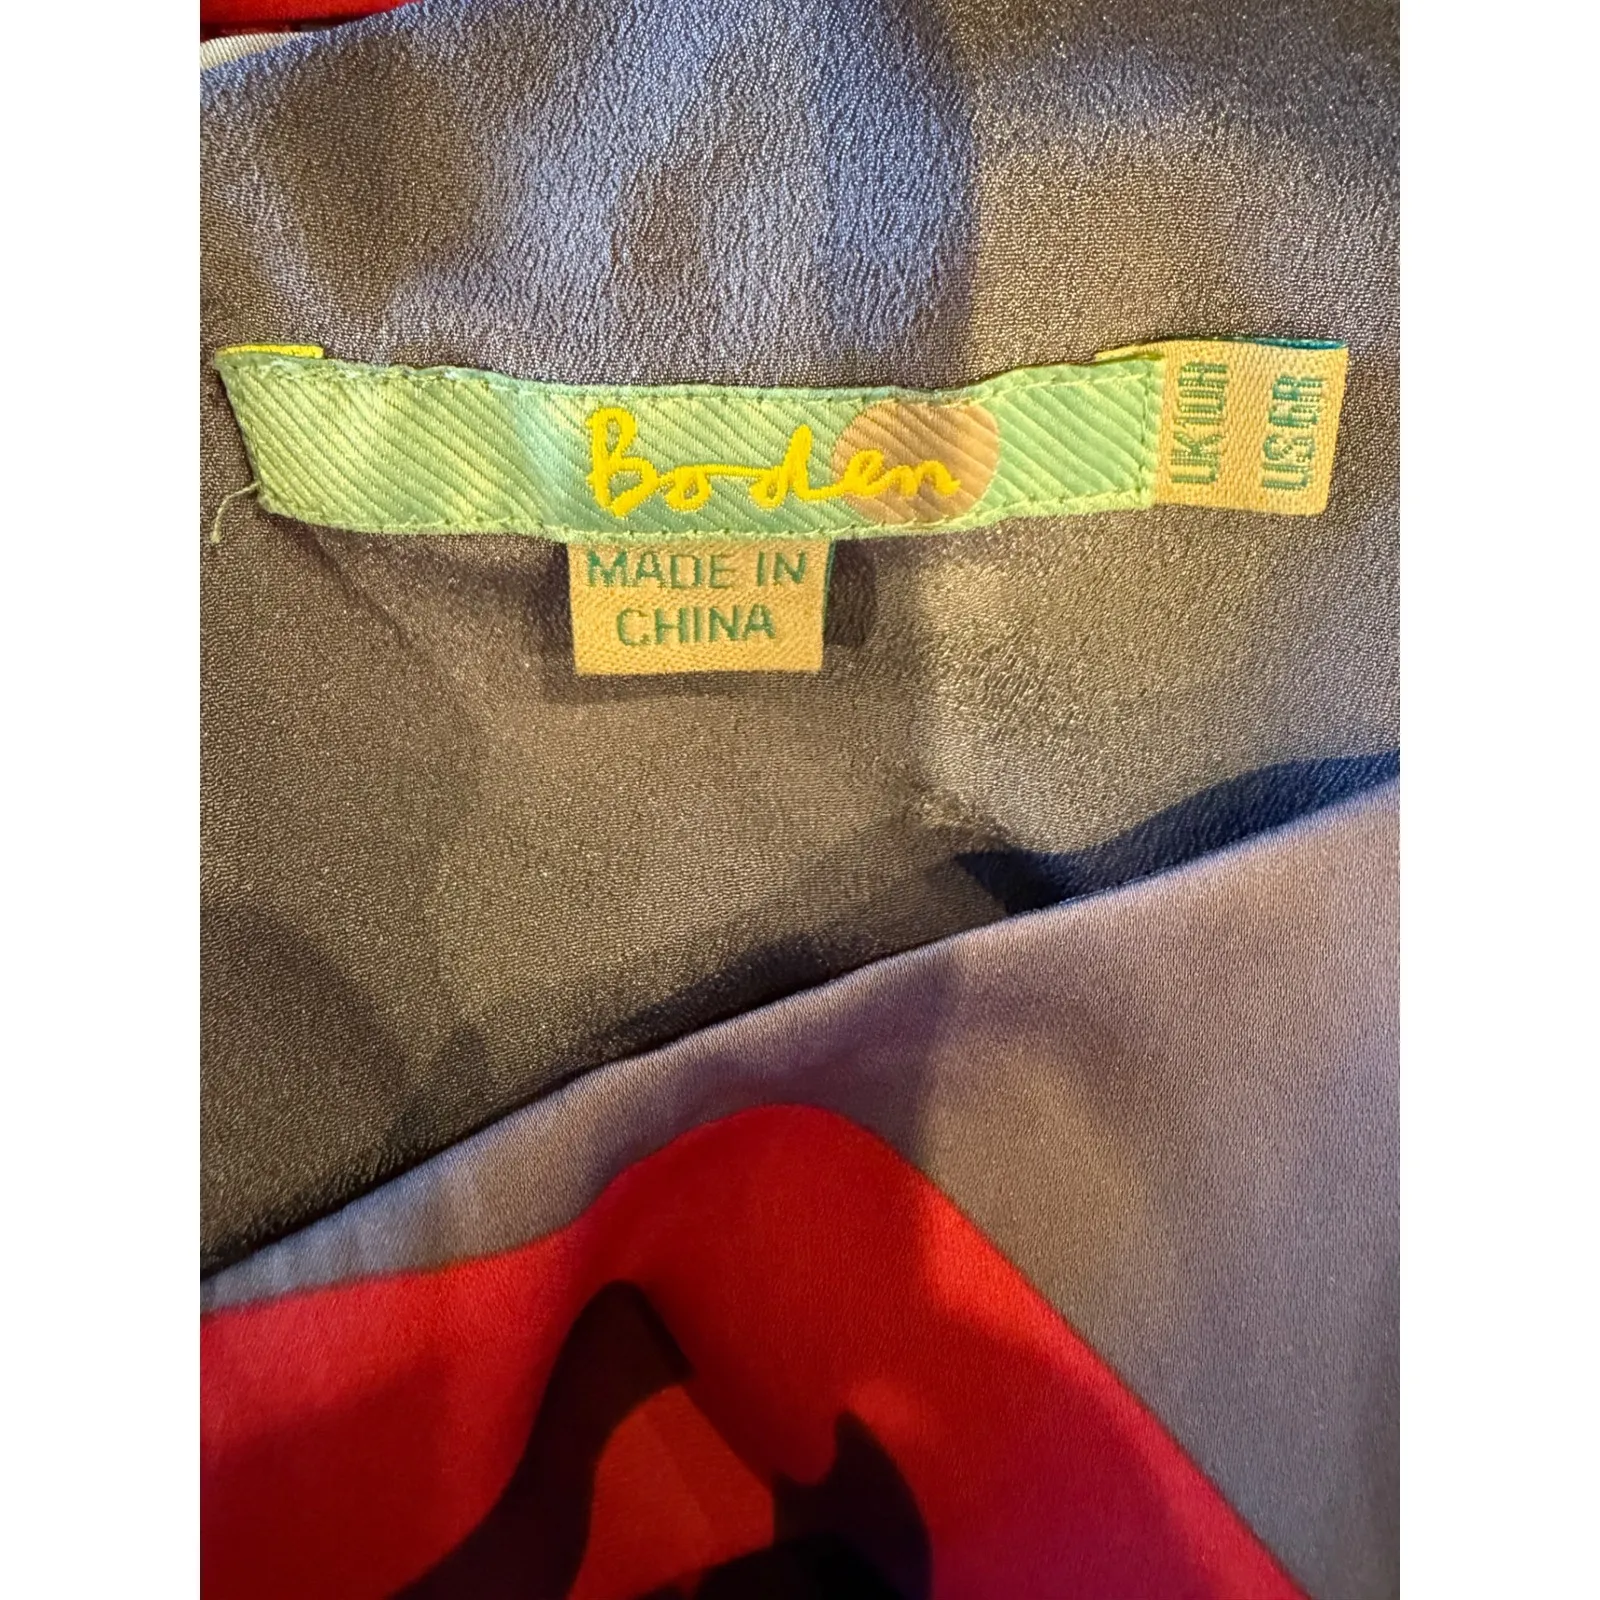 Boden
UK10R
US6R
MADE IN
CHINA